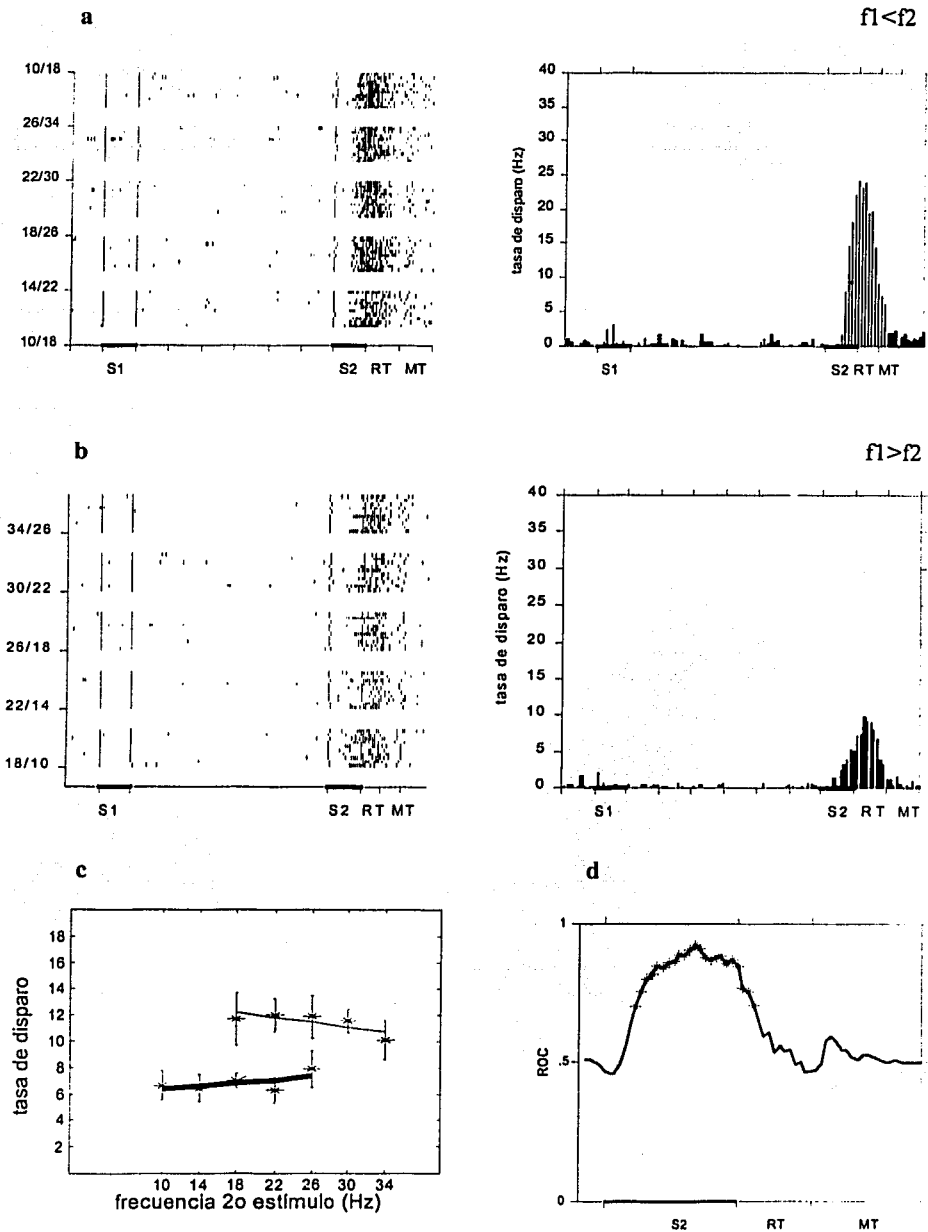 a
f1<f2
10/18
26/34
22/30
18/26
14/22
10/18
S1 S2 RT MT
tasa de disparo (Hz)
40
35
30
25
20
15
10
5
0
S1 S2 RT MT
b
f1>f2
34/26
30/22
26/18
22/14
18/10
S1 S2 RT MT
tasa de disparo (Hz)
40
35
30
25
20
15
10
5
0
S1 S2 RT MT
c
tasa de disparo
18
16
14
12
10
8
6
4
2
10 14 18 22 26 30 34
frecuencia 2o estímulo (Hz)
d
ROC
1
.5
0
S2 RT MT